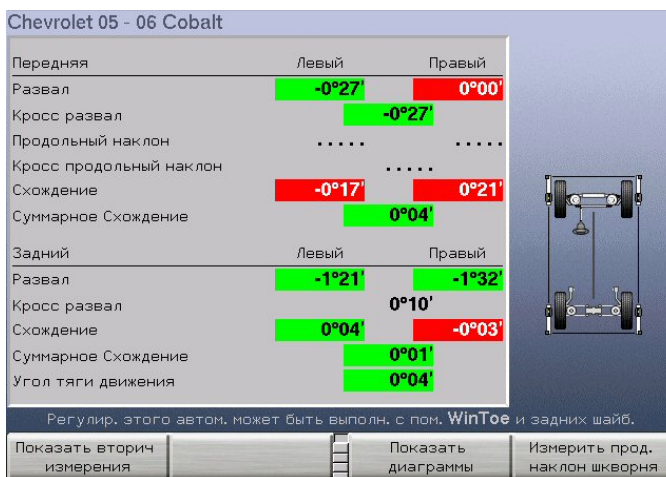 Chevrolet 05 - 06 Cobalt
Передняя Левый Правый
Развал -0°27' 0°00'
Кросс развал -0°27'
Продольный наклон ..... .....
Кросс продольный наклон .....
Схождение -0°17' 0°21'
Суммарное Схождение 0°04'
Задний Левый Правый
Развал -1°21' -1°32'
Кросс развал 0°10'
Схождение 0°04' -0°03'
Суммарное Схождение 0°01'
Угол тяги движения 0°04'
Регулир. этого автом. может быть выполн. с пом. WinToe и задних шайб.
Показать вторич измерения
Показать диаграммы
Измерить прод. наклон шкворня